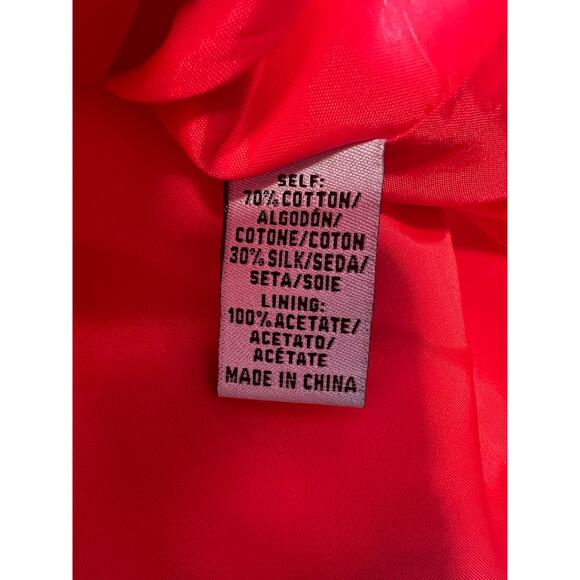 SELF:
70% COTTON/
ALGODÓN/
COTONE/COTON
30% SILK/SEDA/
SETA/SOIE
LINING:
100% ACETATE/
ACETATO/
ACÉTATE
MADE IN CHINA